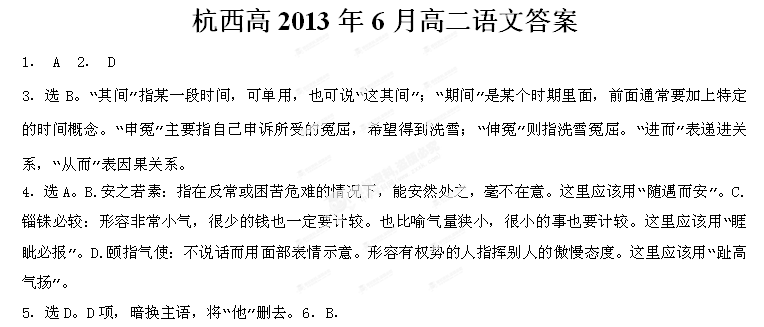 杭西高2013年6月高二语文答案
1. A 2. D
3. 选B。“其间”指某一段时间，可单用，也可说“这其间”；“期间”是某个时期里面，前面通常要加上特定
的时间概念。“申冤”主要指自己申诉所受的冤屈，希望得到洗雪；“伸冤”则指洗雪冤屈。“进而”表递进关
系，“从而”表因果关系。
4. 选A。B.安之若素：指在反常或困苦危难的情况下，能安然处之，毫不在意。这里应该用“随遇而安”。C.
锱铢必较：形容非常小气，很少的钱也一定要计较。也比喻气量狭小，很小的事也要计较。这里应该用“睚
眦必报”。D.颐指气使：不说话而用面部表情示意。形容有权势的人指挥别人的傲慢态度。这里应该用“趾高
气扬”。
5. 选D。D项，暗换主语，将“他”删去。6. B.